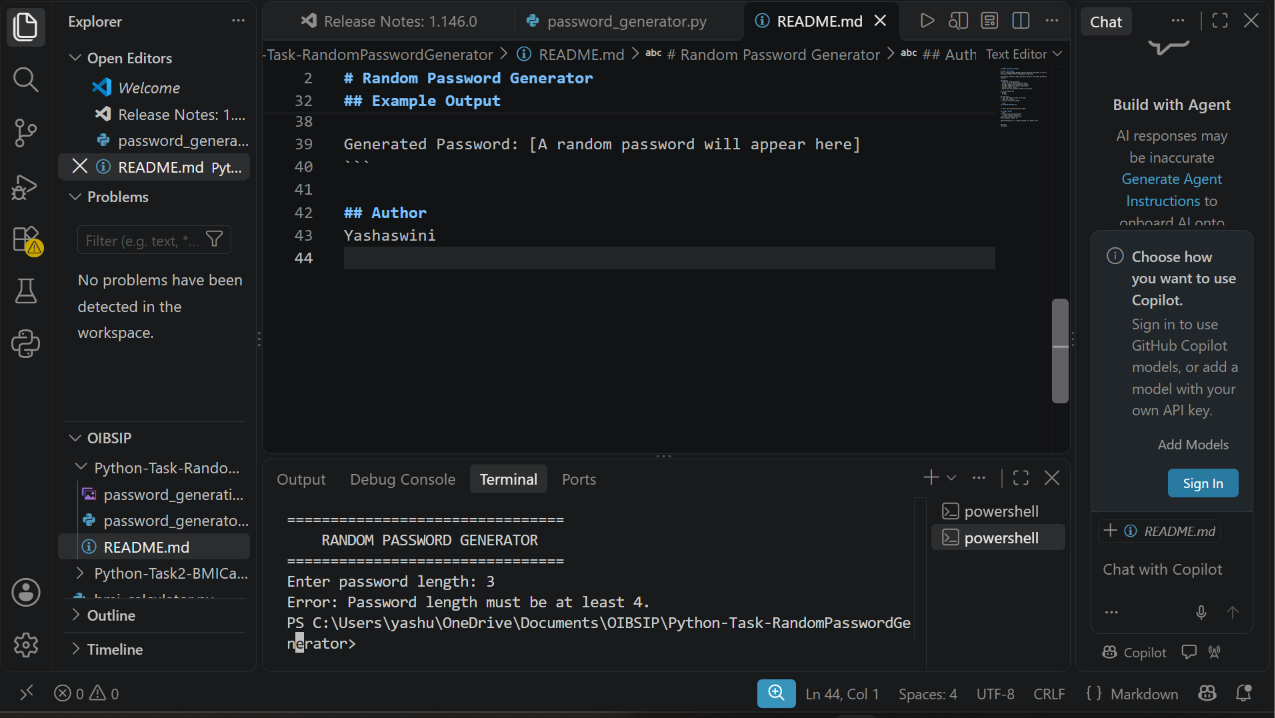 Explorer
Open Editors
Welcome
Release Notes: 1....
password_genera...
README.md Pyt...
Problems
Filter (e.g. text, *...
No problems have been
detected in the
workspace.
OIBSIP
Python-Task-Rando...
password_generati...
password_generato...
README.md
Python-Task2-BMICa...
bmi_calculator.py
Outline
Timeline
Release Notes: 1.146.0
password_generator.py
README.md
-Task-RandomPasswordGenerator > README.md > abc # Random Password Generator > abc ## Auth
Text Editor
2 # Random Password Generator
32 ## Example Output
38
39 Generated Password: [A random password will appear here]
40 ```
41
42 ## Author
43 Yashaswini
44
Output Debug Console Terminal Ports
===============================
RANDOM PASSWORD GENERATOR
===============================
Enter password length: 3
Error: Password length must be at least 4.
PS C:\Users\yashu\OneDrive\Documents\OIBSIP\Python-Task-RandomPasswordGe
nerator>
powershell
powershell
Chat
Build with Agent
AI responses may
be inaccurate
Generate Agent
Instructions to
onboard AI onto
Choose how
you want to use
Copilot.
Sign in to use
GitHub Copilot
models, or add a
model with your
own API key.
Add Models
Sign In
README.md
Chat with Copilot
Copilot
0 0
Ln 44, Col 1 Spaces: 4 UTF-8 CRLF {} Markdown